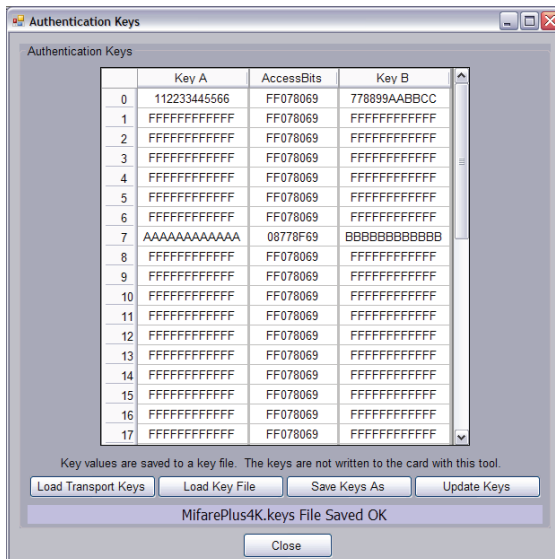 Authentication Keys
Authentication Keys
Key A AccessBits Key B
0 112233445566 FF078069 778899AABBCC
1 FFFFFFFFFFFF FF078069 FFFFFFFFFFFF
2 FFFFFFFFFFFF FF078069 FFFFFFFFFFFF
3 FFFFFFFFFFFF FF078069 FFFFFFFFFFFF
4 FFFFFFFFFFFF FF078069 FFFFFFFFFFFF
5 FFFFFFFFFFFF FF078069 FFFFFFFFFFFF
6 FFFFFFFFFFFF FF078069 FFFFFFFFFFFF
7 AAAAAAAAAAAA 08778F69 BBBBBBBBBBBB
8 FFFFFFFFFFFF FF078069 FFFFFFFFFFFF
9 FFFFFFFFFFFF FF078069 FFFFFFFFFFFF
10 FFFFFFFFFFFF FF078069 FFFFFFFFFFFF
11 FFFFFFFFFFFF FF078069 FFFFFFFFFFFF
12 FFFFFFFFFFFF FF078069 FFFFFFFFFFFF
13 FFFFFFFFFFFF FF078069 FFFFFFFFFFFF
14 FFFFFFFFFFFF FF078069 FFFFFFFFFFFF
15 FFFFFFFFFFFF FF078069 FFFFFFFFFFFF
16 FFFFFFFFFFFF FF078069 FFFFFFFFFFFF
17 FFFFFFFFFFFF FF078069 FFFFFFFFFFFF
Key values are saved to a key file. The keys are not written to the card with this tool.
Load Transport Keys Load Key File Save Keys As Update Keys
MifarePlus4K.keys File Saved OK
Close